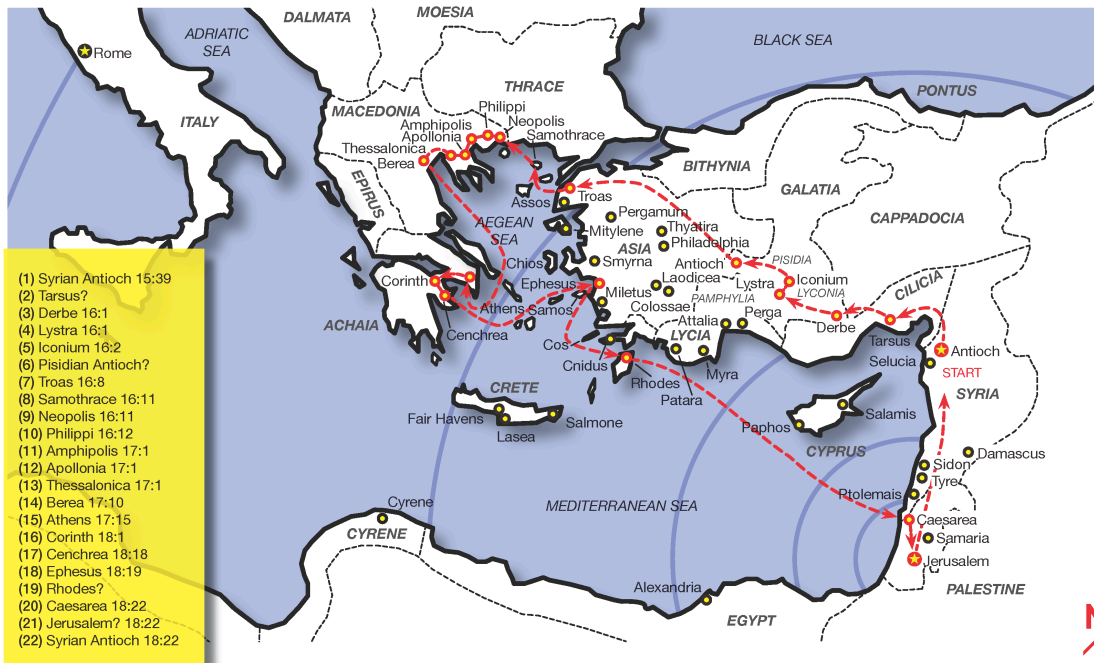 DALMATA
MOESIA
ADRIATIC
SEA
BLACK SEA
Rome
THRACE
PONTUS
ITALY
MACEDONIA
Philippi
Neopolis
Amphipolis
Apollonia
Samothrace
Thessalonica
Berea
BITHYNIA
EPIRUS
GALATIA
Assos
Troas
CAPPADOCIA
AEGEAN
SEA
Pergamum
Mitylene
Thyatira
ASIA
Philadelphia
Chios
Smyrna
Antioch
PISIDIA
Corinth
Ephesus
Laodicea
Lystra
Iconium
CILICIA
Miletus
PAMPHYLIA
LYCONIA
Athens
Samos
Colossae
ACHAIA
Attalia
Perga
Derbe
Cenchrea
LYCIA
Tarsus
Cos
Selucia
Antioch
Cnidus
Myra
START
CRETE
Rhodes
Patara
SYRIA
Fair Havens
Salmone
Salamis
Lasea
Paphos
CYPRUS
Damascus
Sidon
Tyre
Ptolemais
Cyrene
MEDITERRANEAN SEA
Caesarea
CYRENE
Samaria
Jerusalem
Alexandria
PALESTINE
EGYPT
N
(1) Syrian Antioch 15:39
(2) Tarsus?
(3) Derbe 16:1
(4) Lystra 16:1
(5) Iconium 16:2
(6) Pisidian Antioch?
(7) Troas 16:8
(8) Samothrace 16:11
(9) Neopolis 16:11
(10) Philippi 16:12
(11) Amphipolis 17:1
(12) Apollonia 17:1
(13) Thessalonica 17:1
(14) Berea 17:10
(15) Athens 17:15
(16) Corinth 18:1
(17) Cenchrea 18:18
(18) Ephesus 18:19
(19) Rhodes?
(20) Caesarea 18:22
(21) Jerusalem? 18:22
(22) Syrian Antioch 18:22